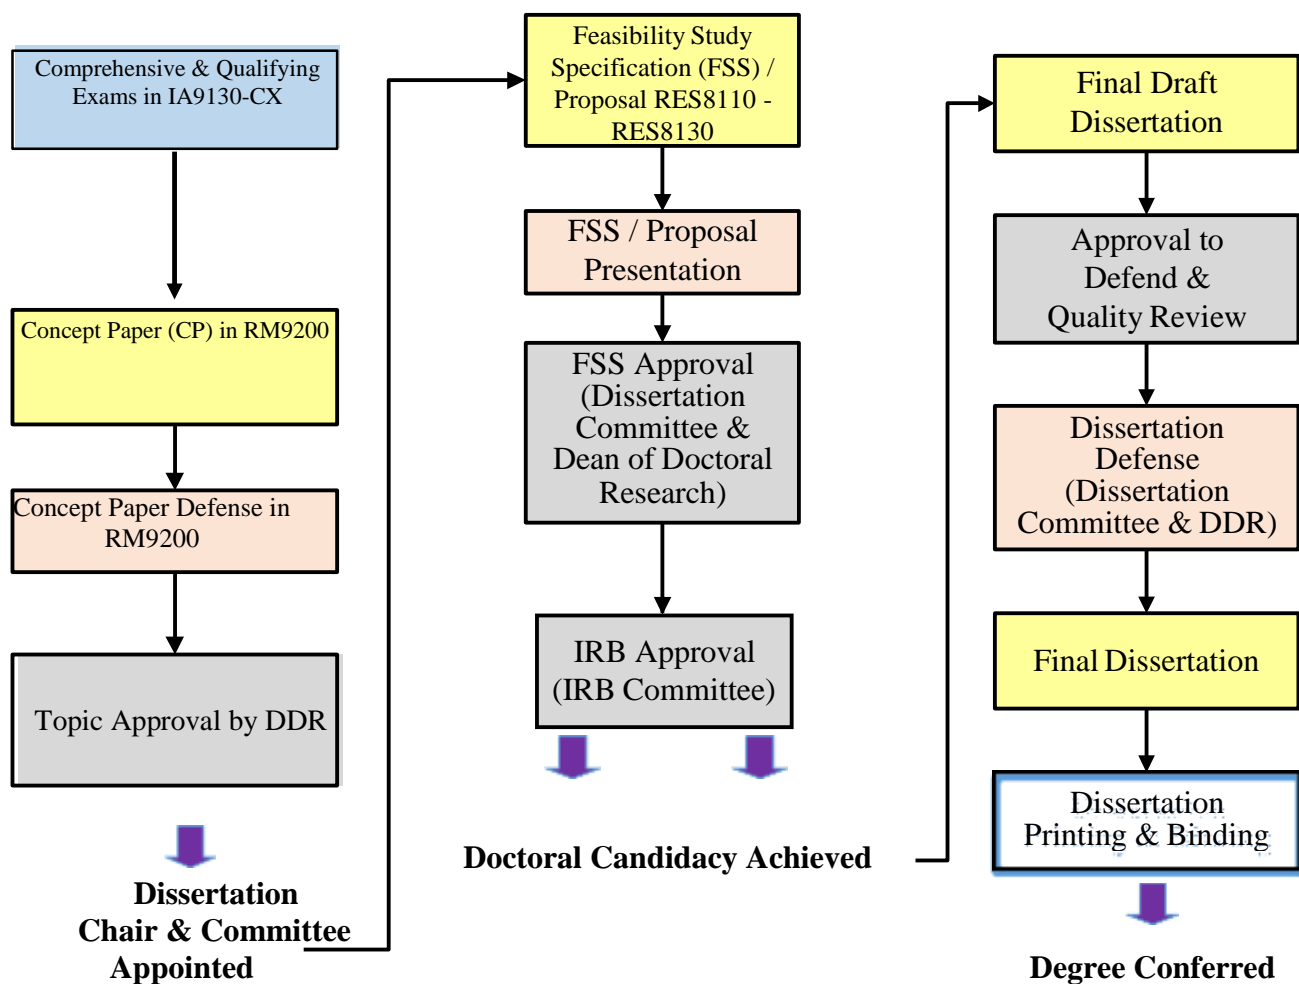 Comprehensive & Qualifying
Exams in IA9130-CX
Concept Paper (CP) in RM9200
Concept Paper Defense in
RM9200
Topic Approval by DDR
Dissertation
Chair & Committee
Appointed
Feasibility Study
Specification (FSS) /
Proposal RES8110 -
RES8130
FSS / Proposal
Presentation
FSS Approval
(Dissertation
Committee &
Dean of Doctoral
Research)
IRB Approval
(IRB Committee)
Doctoral Candidacy Achieved
Final Draft
Dissertation
Approval to
Defend &
Quality Review
Dissertation
Defense
(Dissertation
Committee & DDR)
Final Dissertation
Dissertation
Printing & Binding
Degree Conferred